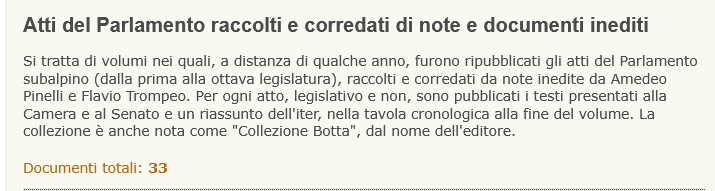 Atti del Parlamento raccolti e corredati di note e documenti inediti
Si tratta di volumi nei quali, a distanza di qualche anno, furono ripubblicati gli atti del Parlamento
subalpino (dalla prima alla ottava legislatura), raccolti e corredati da note inedite da Amedeo
Pinelli e Flavio Trompeo. Per ogni atto, legislativo e non, sono pubblicati i testi presentati alla
Camera e al Senato e un riassunto dell'iter, nella tavola cronologica alla fine del volume. La
collezione è anche nota come "Collezione Botta", dal nome dell'editore.
Documenti totali: 33